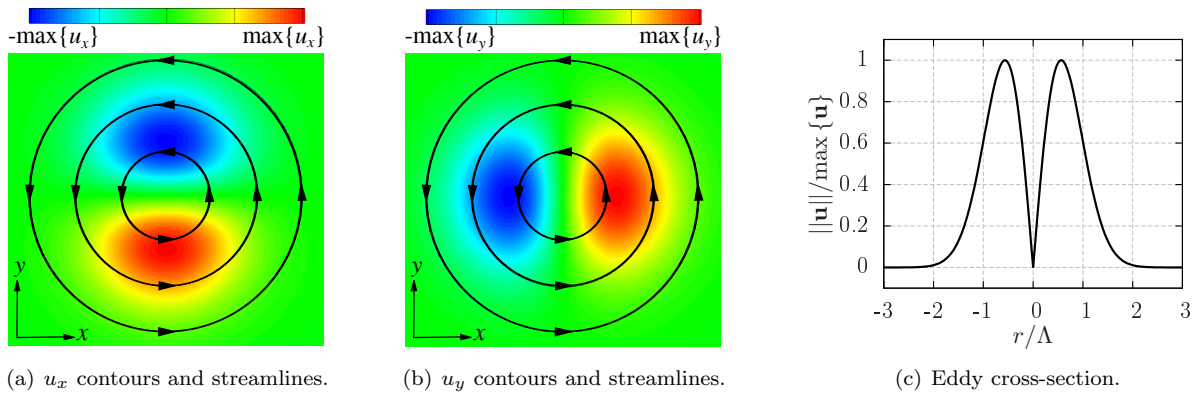 -max{u_x} max{u_x}
y
x
(a) u_x contours and streamlines.
-max{u_y} max{u_y}
y
x
(b) u_y contours and streamlines.
||u||/max {u}
1
0.8
0.6
0.4
0.2
0
-3 -2 -1 0 1 2 3
r/Λ
(c) Eddy cross-section.